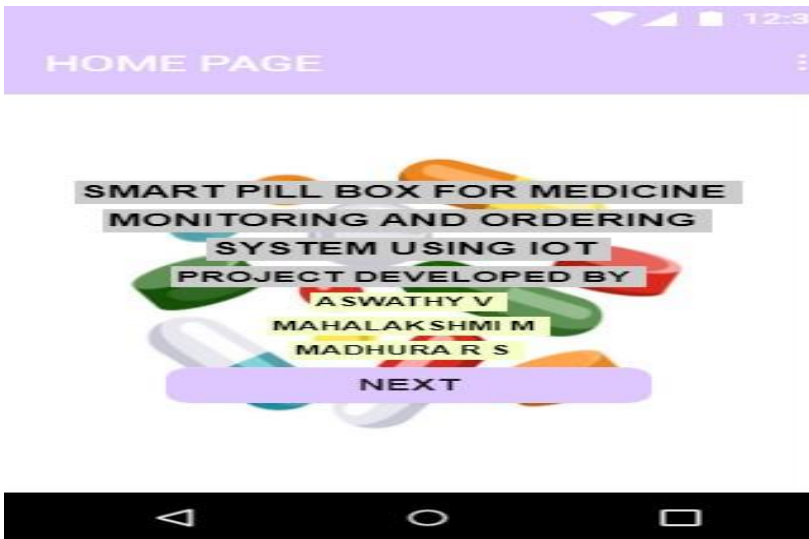 12:3
HOME PAGE
SMART PILL BOX FOR MEDICINE
MONITORING AND ORDERING
SYSTEM USING IOT
PROJECT DEVELOPED BY
ASWATHY V
MAHALAKSHMI M
MADHURA R S
NEXT